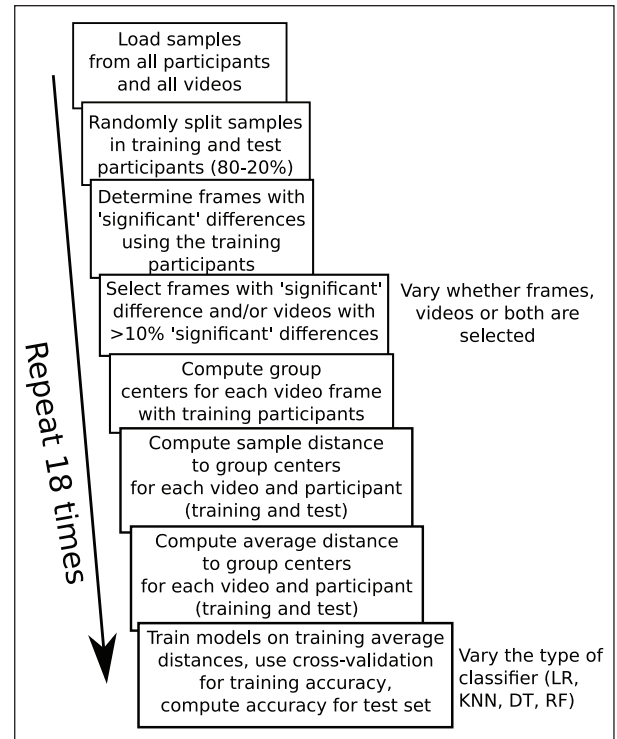 Load samples
from all participants
and all videos
Randomly split samples
in training and test
participants (80-20%)
Determine frames with
'significant' differences
using the training
participants
Select frames with 'significant'
difference and/or videos with
>10% 'significant' differences
Vary whether frames,
videos or both are
selected
Compute group
centers for each video frame
with training participants
Compute sample distance
to group centers
for each video and participant
(training and test)
Compute average distance
to group centers
for each video and participant
(training and test)
Train models on training average
distances, use cross-validation
for training accuracy,
compute accuracy for test set
Vary the type of
classifier (LR,
KNN, DT, RF)
Repeat 18 times